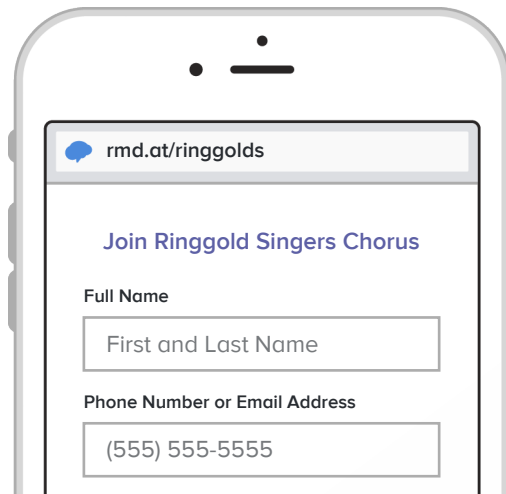 rmd.at/ringgolds
Join Ringgold Singers Chorus
Full Name
First and Last Name
Phone Number or Email Address
(555) 555-5555